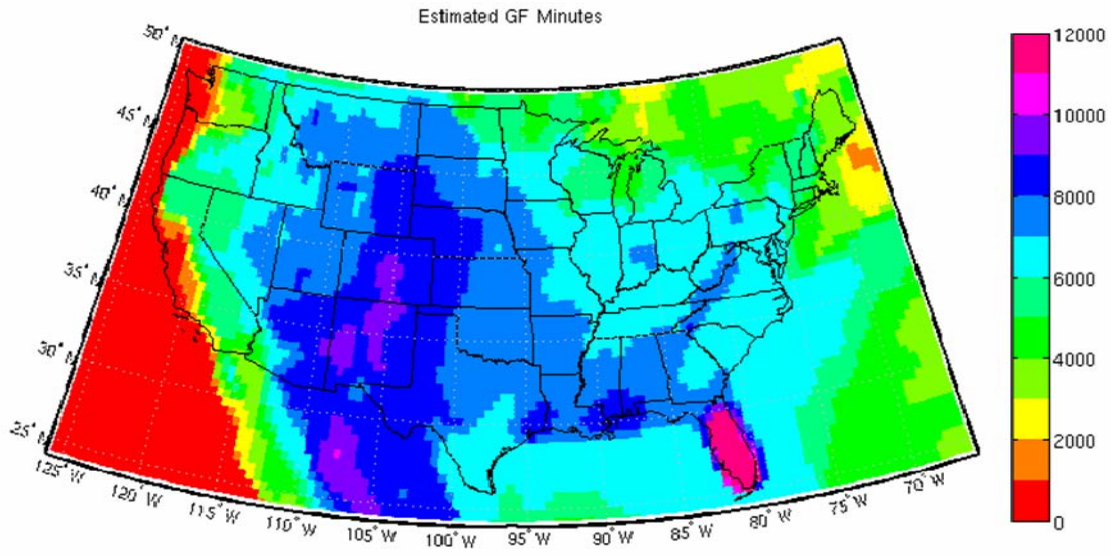 Estimated GF Minutes
50° N
45° N
40° N
35° N
30° N
25° N
125° W
120° W
115° W
110° W
105° W
100° W
95° W
90° W
85° W
80° W
75° W
70° W
12000
10000
8000
6000
4000
2000
0